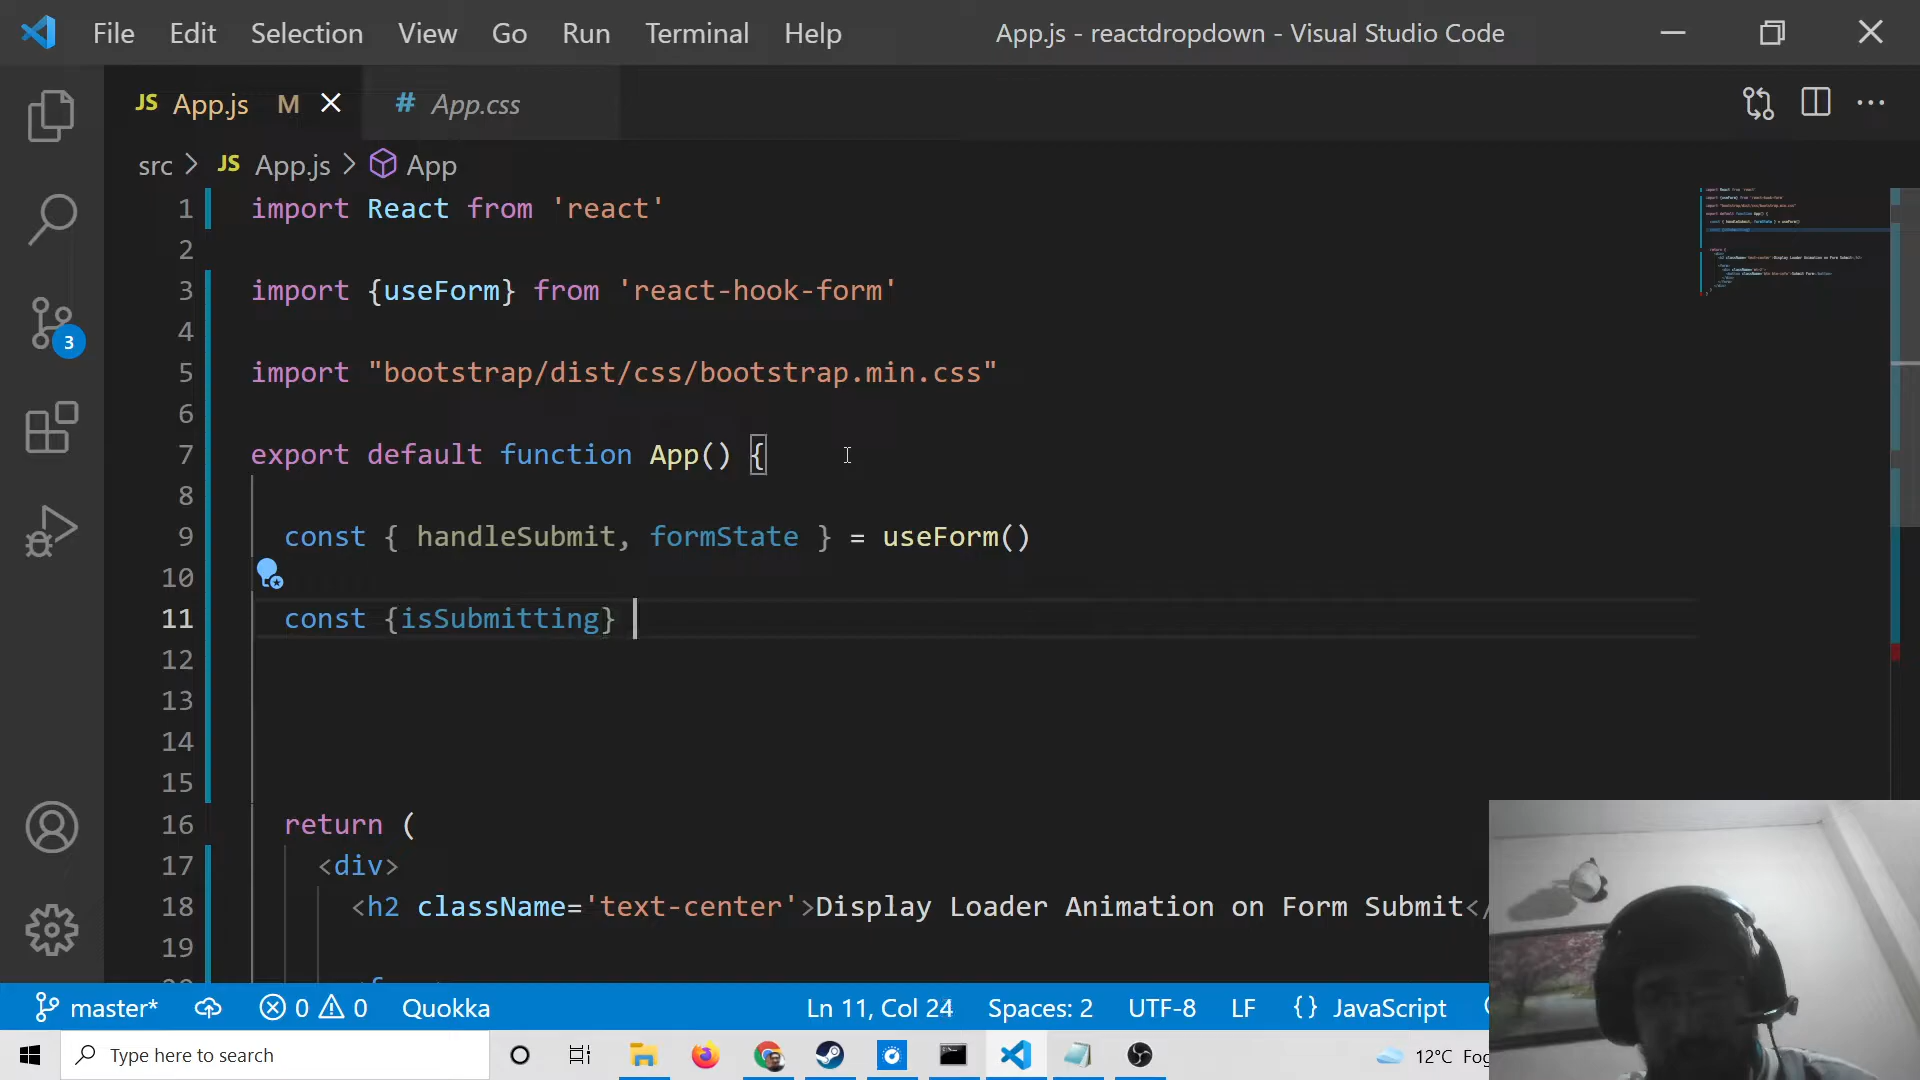 File Edit Selection View Go Run Terminal Help App.js - reactdropdown - Visual Studio Code
JS App.js M # App.css
src > JS App.js > App
1 import React from 'react'
2
3 import {useForm} from 'react-hook-form'
4
5 import "bootstrap/dist/css/bootstrap.min.css"
6
7 export default function App() {
8
9 const { handleSubmit, formState } = useForm()
10
11 const {isSubmitting}
12
13
14
15
16 return (
17 <div>
18 <h2 className='text-center'>Display Loader Animation on Form Submit</
19
3
master* 0 0 Quokka Ln 11, Col 24 Spaces: 2 UTF-8 LF {} JavaScript
Type here to search 12°C Fog